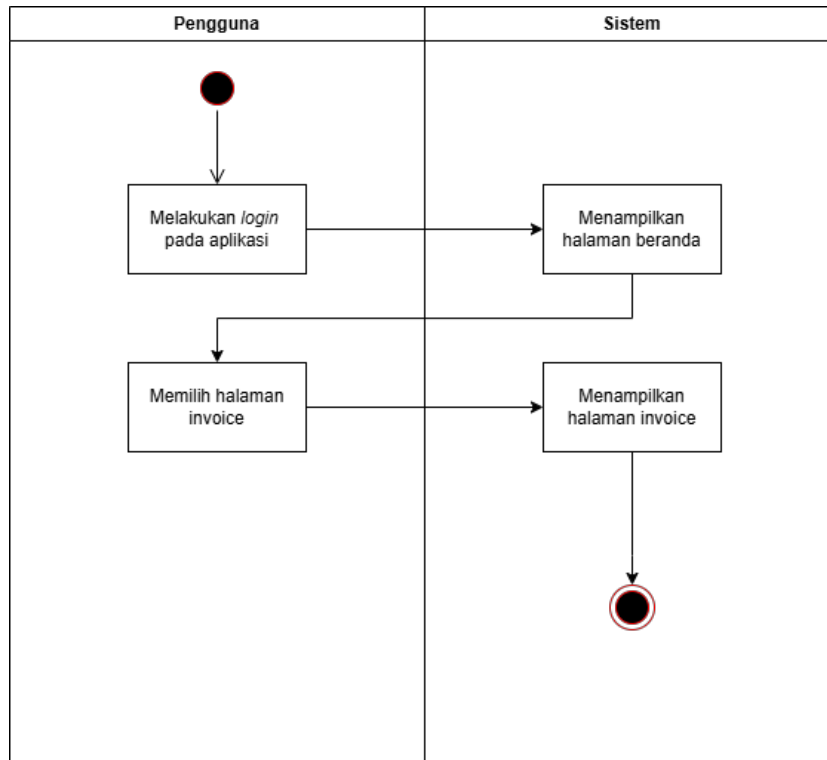 Pengguna
Sistem
Melakukan login
pada aplikasi
Menampilkan
halaman beranda
Memilih halaman
invoice
Menampilkan
halaman invoice